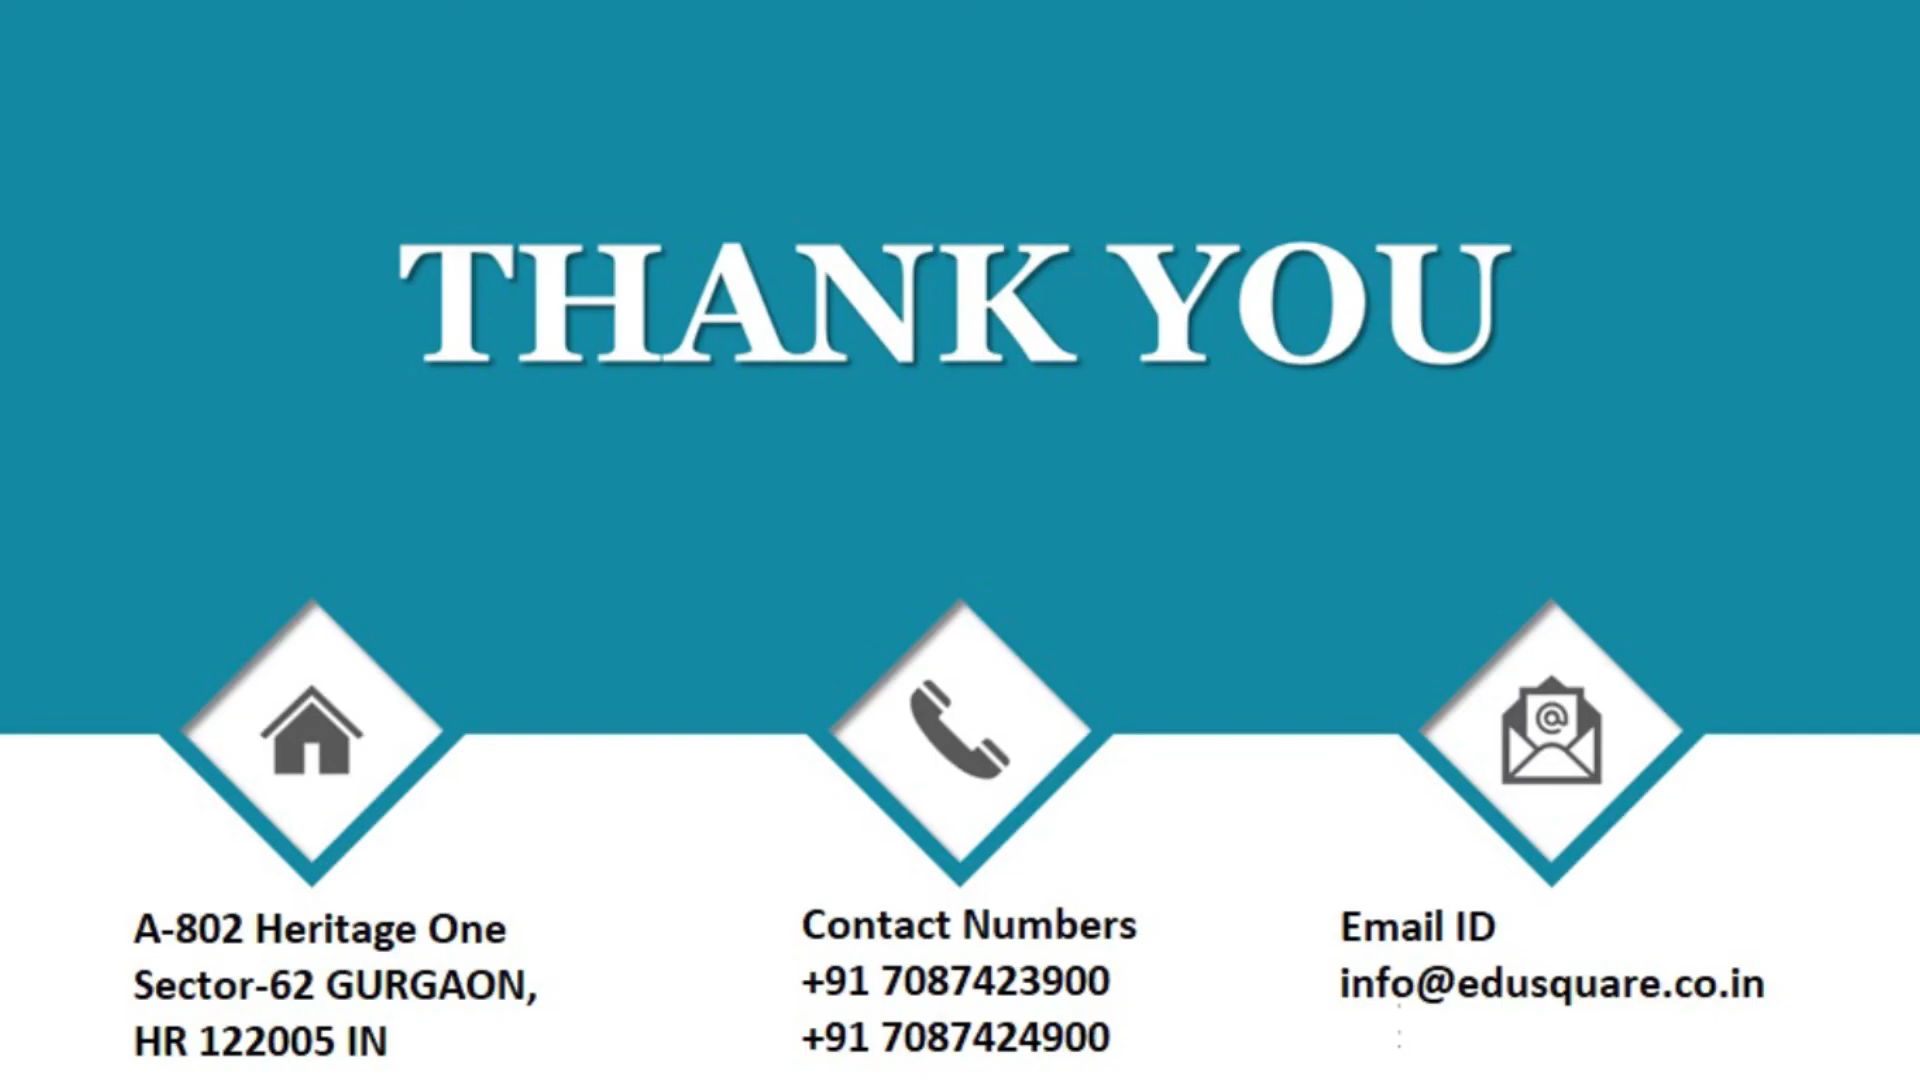 THANK YOU
A-802 Heritage One
Sector-62 GURGAON,
HR 122005 IN
Contact Numbers
+91 7087423900
+91 7087424900
Email ID
info@edusquare.co.in